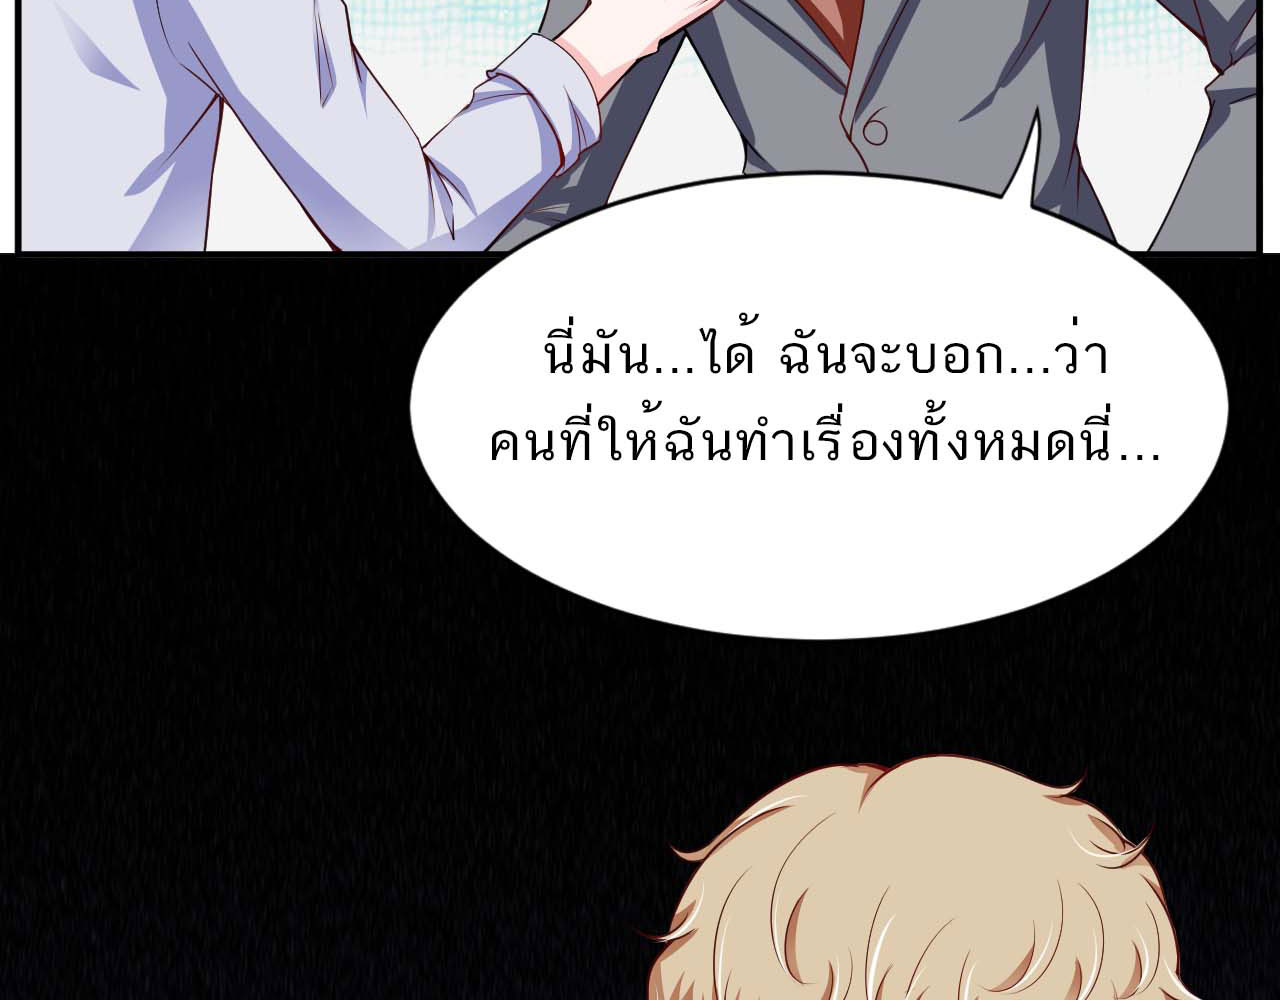 นี่มัน...ได้ ฉันจะบอก...ว่า
คนที่ให้ฉันทำเรื่องทั้งหมดนี่...